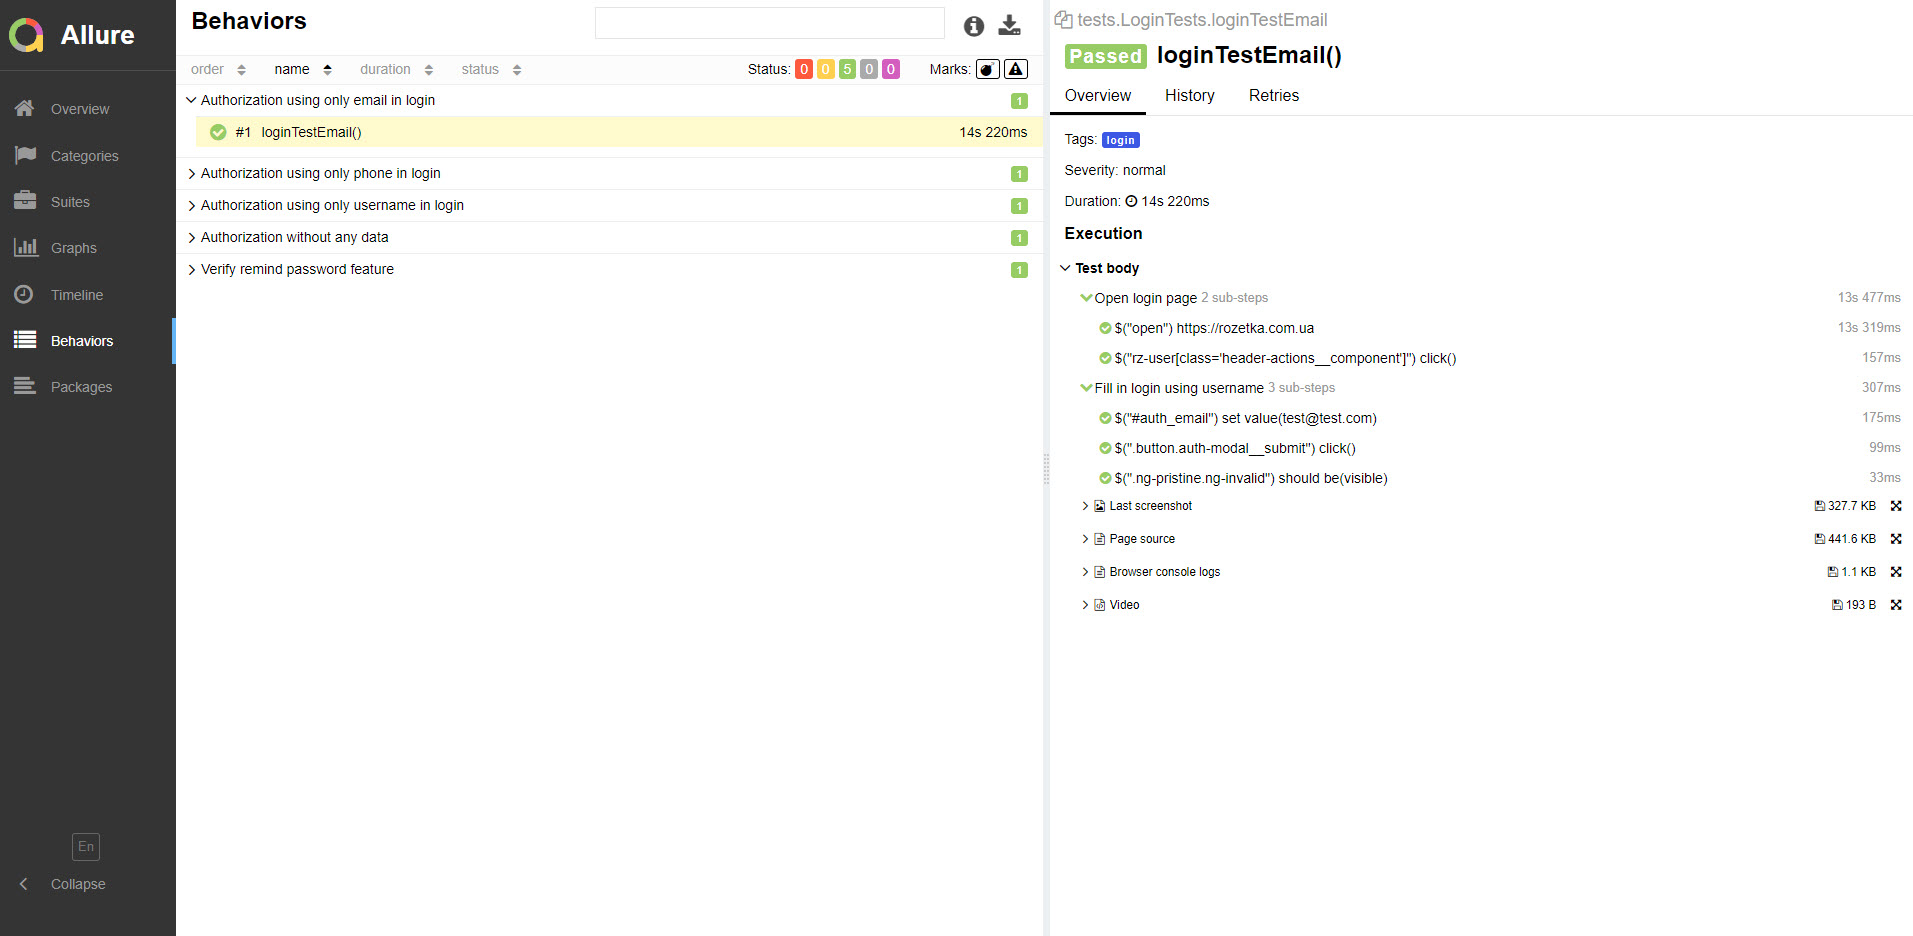 Allure
Overview
Categories
Suites
Graphs
Timeline
Behaviors
Packages
En
Collapse
Behaviors
order name duration status Status: 0 0 5 0 0 Marks:
Authorization using only email in login 1
#1 loginTestEmail() 14s 220ms
Authorization using only phone in login 1
Authorization using only username in login 1
Authorization without any data 1
Verify remind password feature 1
tests.LoginTests.loginTestEmail
Passed loginTestEmail()
Overview History Retries
Tags: login
Severity: normal
Duration: 14s 220ms
Execution
Test body
Open login page 2 sub-steps 13s 477ms
$("open") https://rozetka.com.ua 13s 319ms
$("rz-user[class='header-actions__component']") click() 157ms
Fill in login using username 3 sub-steps 307ms
$("#auth_email") set value(test@test.com) 175ms
$(".button.auth-modal__submit") click() 99ms
$(".ng-pristine.ng-invalid") should be(visible) 33ms
Last screenshot 327.7 KB
Page source 441.6 KB
Browser console logs 1.1 KB
Video 193 B